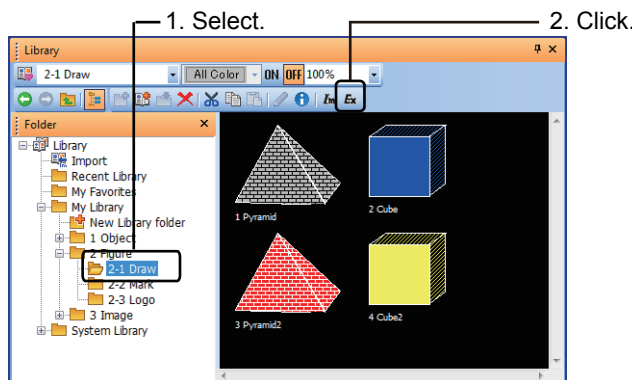 1. Select.
2. Click.
Library
2-1 Draw
All Color
ON OFF 100%
Im Ex
Folder
Library
Import
Recent Library
My Favorites
My Library
New Library folder
1 Object
2 Figure
2-1 Draw
2-2 Mark
2-3 Logo
3 Image
System Library
1 Pyramid
2 Cube
3 Pyramid2
4 Cube2